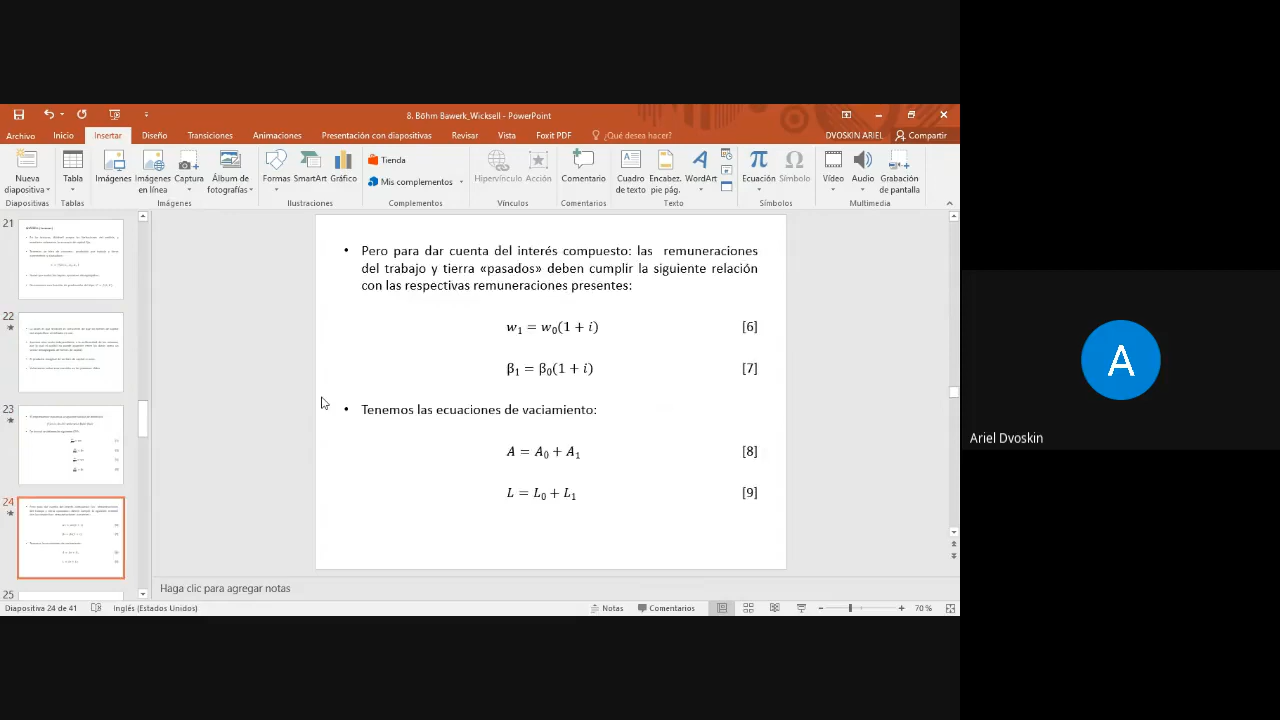 8. Böhm Bawerk_Wicksell - PowerPoint
Archivo Inicio Insertar Diseño Transiciones Animaciones Presentación con diapositivas Revisar Vista Foxit PDF ¿Qué desea hacer? DVOSKIN ARIEL Compartir
Nueva diapositiva Tabla Imágenes Imágenes en línea Captura Álbum de fotografías Formas SmartArt Gráfico Tienda Mis complementos Hipervínculo Acción Comentario Cuadro de texto Encabez. pie pág. WordArt Ecuación Símbolo Vídeo Audio Grabación de pantalla
Diapositivas Tablas Imágenes Ilustraciones Complementos Vínculos Comentarios Texto Símbolos Multimedia
21
22
23
24
25
• Pero para dar cuenta del interés compuesto: las remuneraciones
del trabajo y tierra «pasados» deben cumplir la siguiente relación
con las respectivas remuneraciones presentes:
w₁ = w₀(1 + i) [6]
β₁ = β₀(1 + i) [7]
• Tenemos las ecuaciones de vaciamiento:
A = A₀ + A₁ [8]
L = L₀ + L₁ [9]
Haga clic para agregar notas
Diapositiva 24 de 41 Inglés (Estados Unidos) Notas Comentarios 70 %
A
Ariel Dvoskin